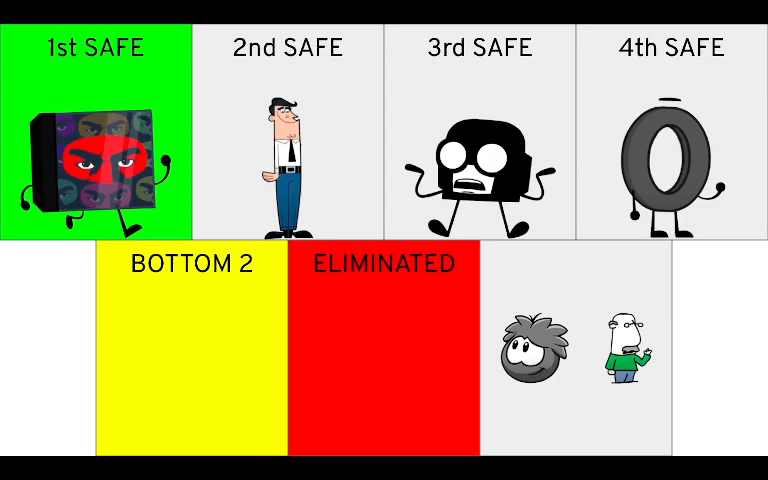 1st SAFE
2nd SAFE
3rd SAFE
4th SAFE
BOTTOM 2
ELIMINATED